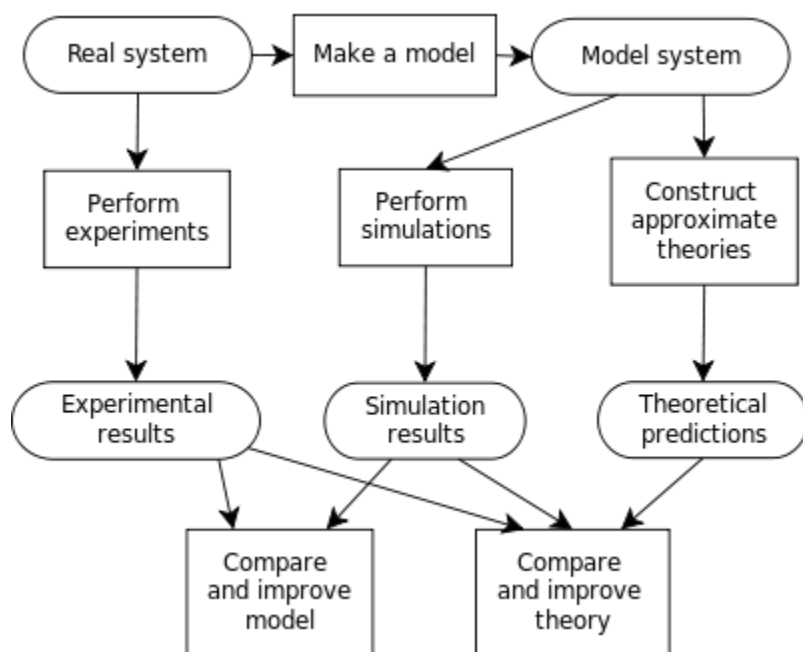 Real system
Make a model
Model system
Perform
experiments
Perform
simulations
Construct
approximate
theories
Experimental
results
Simulation
results
Theoretical
predictions
Compare
and improve
model
Compare
and improve
theory